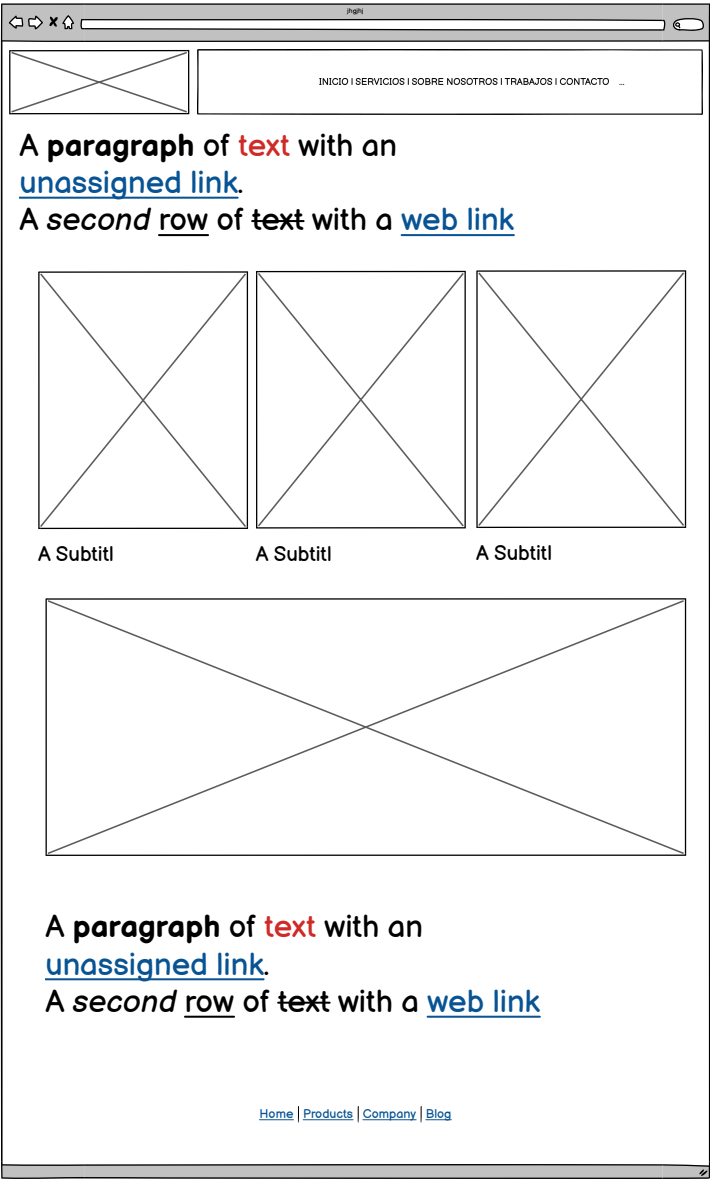 jhgjhj
INICIO | SERVICIOS | SOBRE NOSOTROS | TRABAJOS | CONTACTO ...
A paragraph of text with an
unassigned link.
A second row of text with a web link
A Subtitl
A Subtitl
A Subtitl
A paragraph of text with an
unassigned link.
A second row of text with a web link
Home | Products | Company | Blog